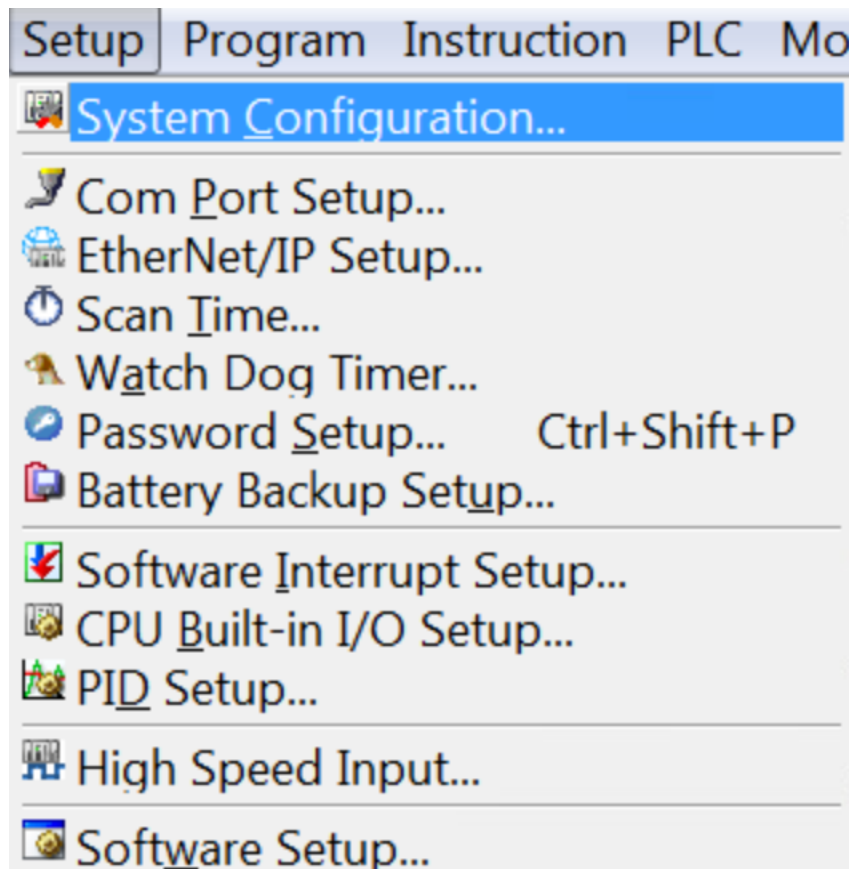 Setup Program Instruction PLC Mo
System Configuration...
Com Port Setup...
EtherNet/IP Setup...
Scan Time...
Watch Dog Timer...
Password Setup... Ctrl+Shift+P
Battery Backup Setup...
Software Interrupt Setup...
CPU Built-in I/O Setup...
PID Setup...
High Speed Input...
Software Setup...